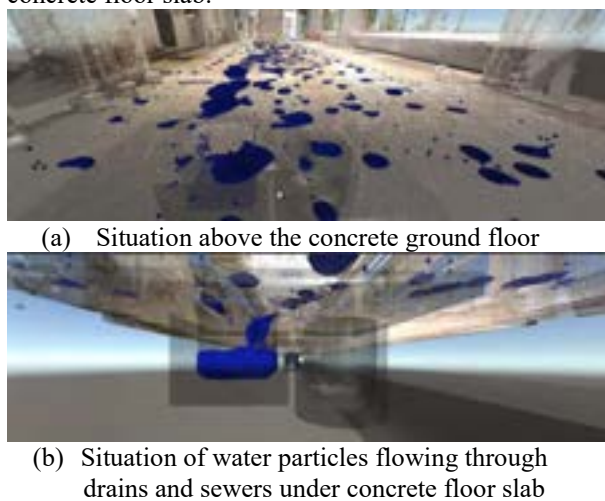 concrete floor slab.
(a) Situation above the concrete ground floor
(b) Situation of water particles flowing through
drains and sewers under concrete floor slab